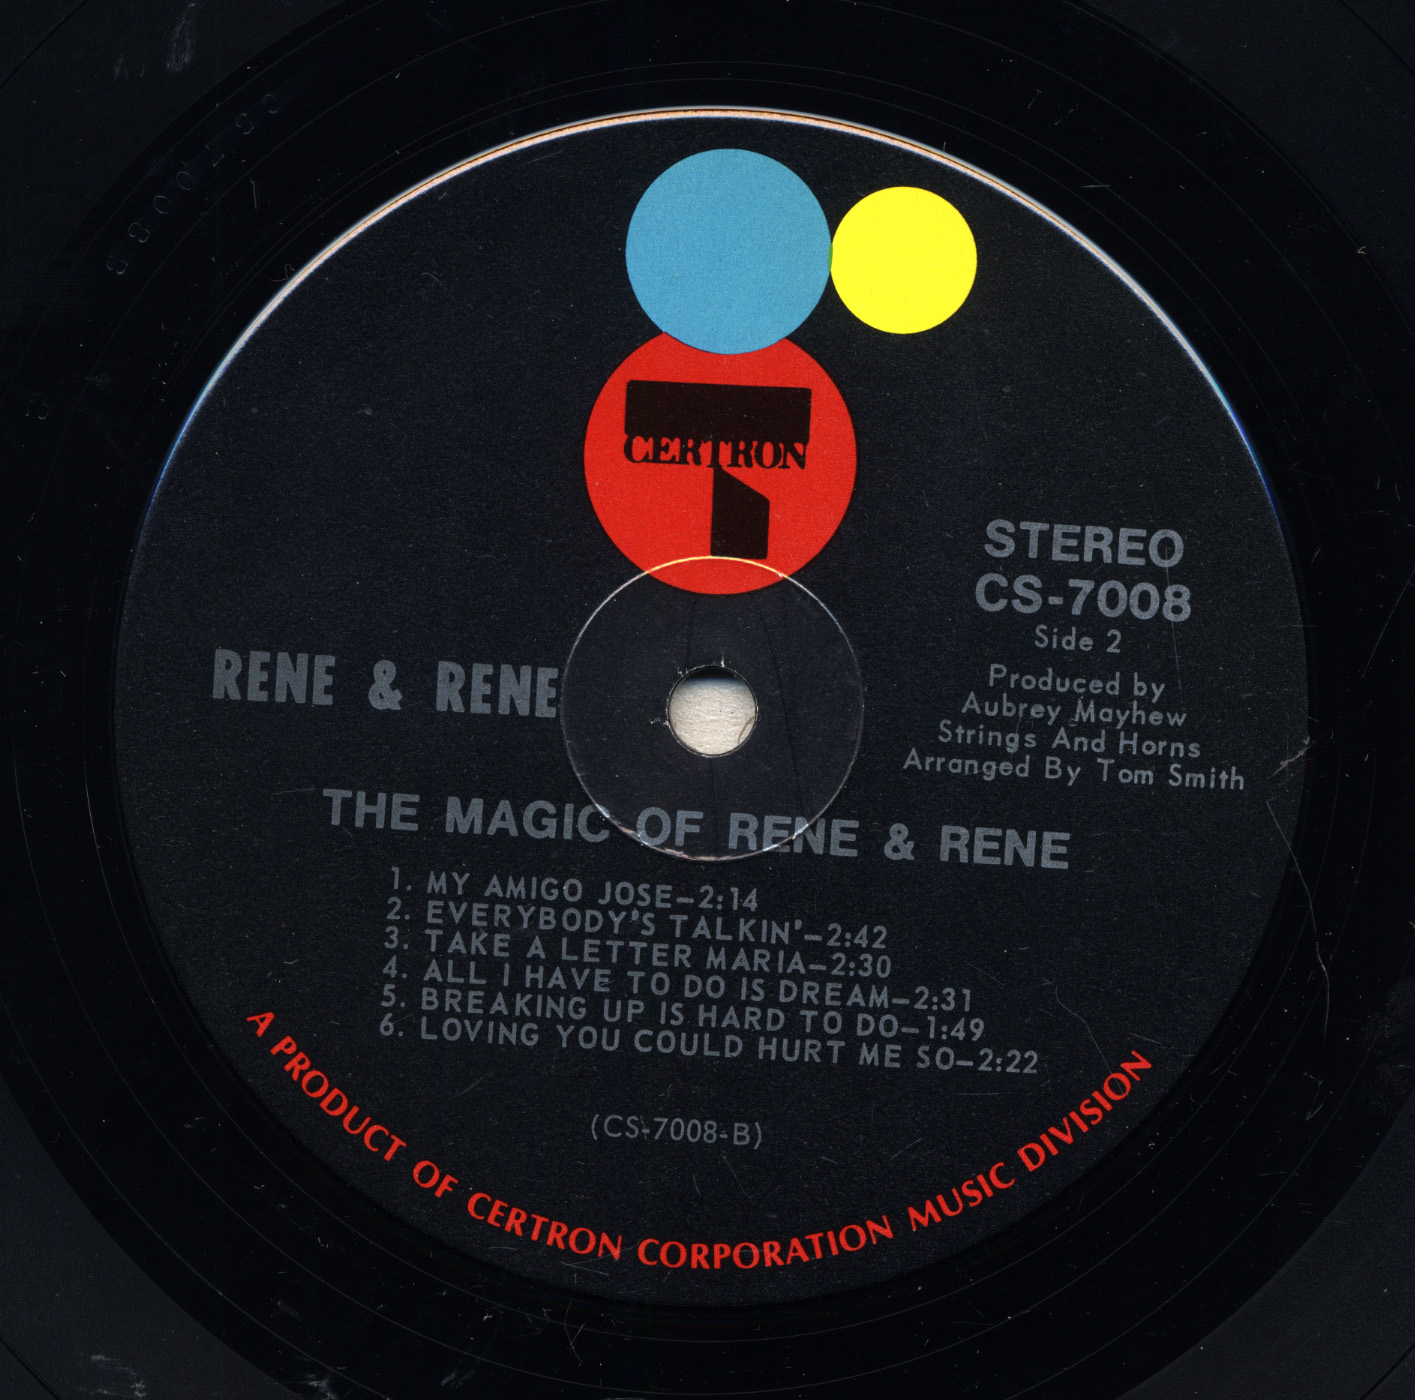 CERTRON
STEREO
CS-7008
Side 2
Produced by
Aubrey Mayhew
Strings And Horns
Arranged By Tom Smith
RENE & RENE
THE MAGIC OF RENE & RENE
1. MY AMIGO JOSE—2:14
2. EVERYBODY'S TALKIN'—2:42
3. TAKE A LETTER MARIA—2:30
4. ALL I HAVE TO DO IS DREAM—2:31
5. BREAKING UP IS HARD TO DO—1:49
6. LOVING YOU COULD HURT ME SO—2:22
(CS-7008-B)
A PRODUCT OF CERTRON CORPORATION MUSIC DIVISION